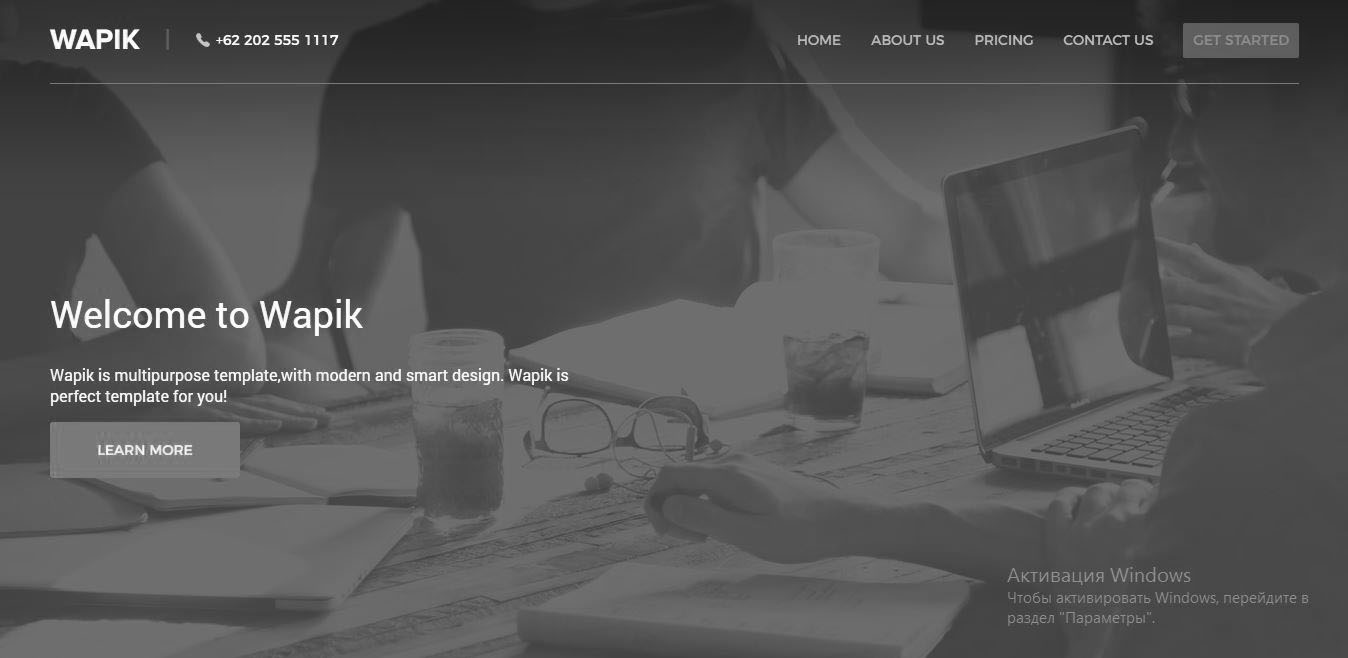 WAPIK | +62 202 555 1117 HOME ABOUT US PRICING CONTACT US GET STARTED
Welcome to Wapik
Wapik is multipurpose template,with modern and smart design. Wapik is
perfect template for you!
LEARN MORE
Активация Windows
Чтобы активировать Windows, перейдите в
раздел "Параметры".